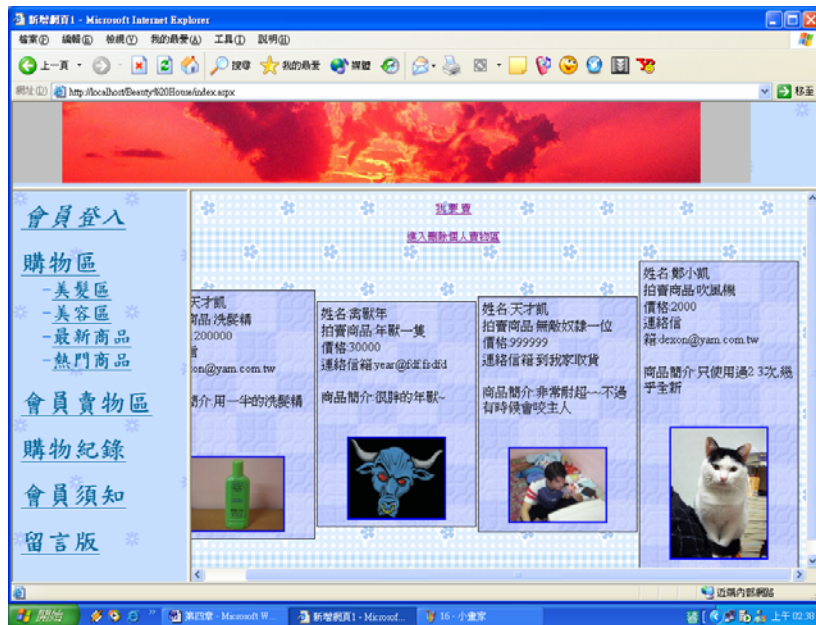 新增網頁1 - Microsoft Internet Explorer
檔案(F) 編輯(E) 檢視(V) 我的最愛(A) 工具(T) 說明(H)
上一頁 搜尋 我的最愛 媒體
網址(D) http://localhost/Beauty%20House/index.aspx 移至
會員登入
購物區
-美髮區
-美容區
-最新商品
-熱門商品
會員賣物區
購物紀錄
會員須知
留言版
我要賣
進入刪除個人賣物區
天才凱
商品:洗髮精
200000
信
on@yam.com.tw
簡介:用一半的洗髮精
姓名:禽獸年
拍賣商品:年獸一隻
價格:30000
連絡信箱:year@fdf.fsdfd
商品簡介:很胖的年獸~
姓名:天才凱
拍賣商品:無敵奴隸一位
價格:999999
連絡信箱:到我家取貨
商品簡介:非常耐超~~不過
有時候會咬主人
姓名:鄭小凱
拍賣商品:吹風機
價格:2000
連絡信
箱:dexon@yam.com.tw
商品簡介:只使用過2 3次,幾
乎全新
近端內部網路
開始 第四章 - Microsoft W... 新增網頁1 - Microsof... 16 - 小畫家 上午 02:38